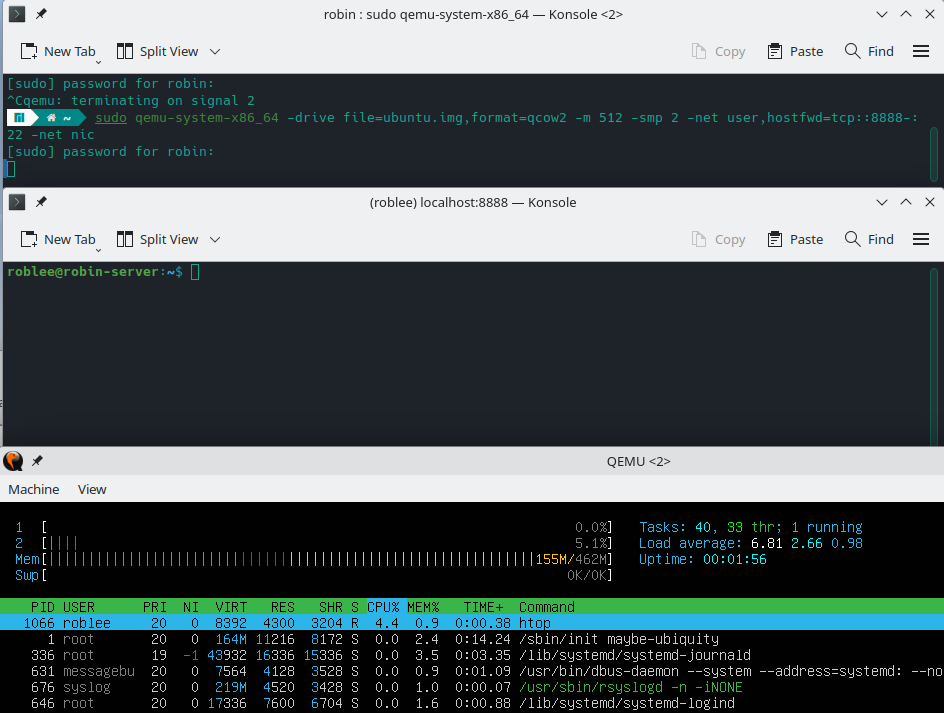 robin : sudo qemu-system-x86_64 — Konsole <2>
New Tab Split View Copy Paste Find
[sudo] password for robin:
^Cqemu: terminating on signal 2
~ sudo qemu-system-x86_64 -drive file=ubuntu.img,format=qcow2 -m 512 -smp 2 -net user,hostfwd=tcp::8888-:
22 -net nic
[sudo] password for robin:
(roblee) localhost:8888 — Konsole
New Tab Split View Copy Paste Find
roblee@robin-server:~$
QEMU <2>
Machine View
1 [ 0.0%] Tasks: 40, 33 thr; 1 running
2 [|||| 5.1%] Load average: 6.81 2.66 0.98
Mem[||||||||||||||||||||||||||||||||||||||||||||||||||||||||||||155M/462M] Uptime: 00:01:56
Swp[ 0K/0K]
PID USER PRI NI VIRT RES SHR S CPU% MEM% TIME+ Command
1066 roblee 20 0 8392 4300 3204 R 4.4 0.9 0:00.38 htop
1 root 20 0 164M 11216 8172 S 0.0 2.4 0:14.24 /sbin/init maybe-ubiquity
336 root 19 -1 43932 16336 15336 S 0.0 3.5 0:03.35 /lib/systemd/systemd-journald
631 messagebu 20 0 7564 4128 3528 S 0.0 0.9 0:01.09 /usr/bin/dbus-daemon --system --address=systemd: --no
676 syslog 20 0 219M 4520 3428 S 0.0 1.0 0:00.07 /usr/sbin/rsyslogd -n -iNONE
646 root 20 0 17336 7600 6704 S 0.0 1.6 0:00.88 /lib/systemd/systemd-logind